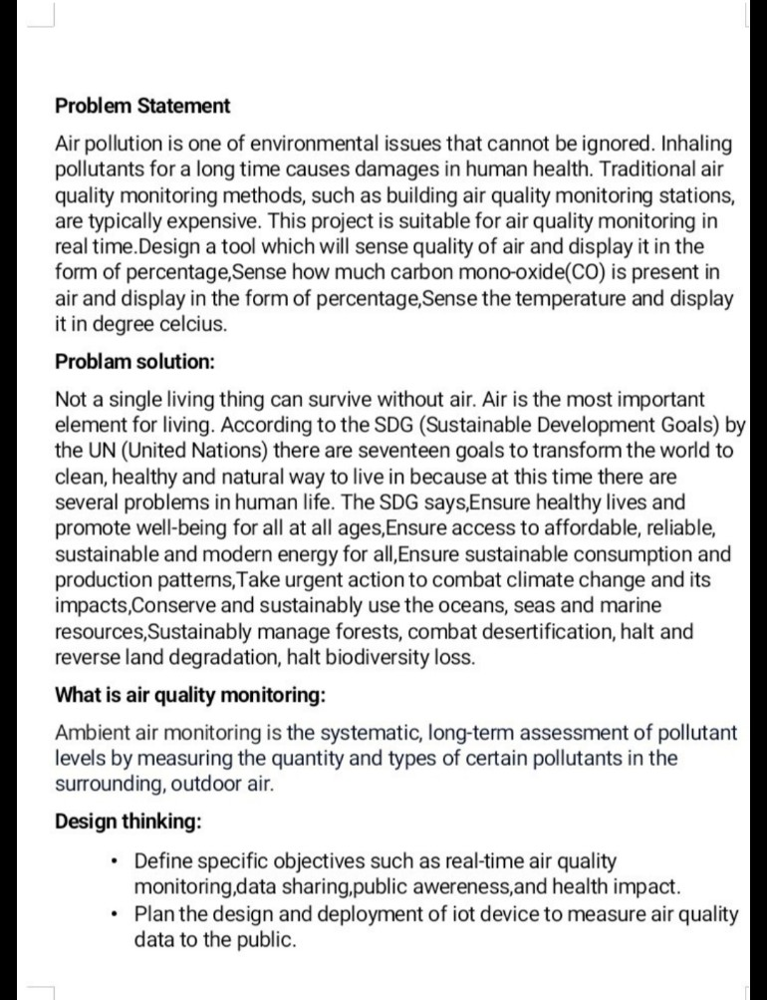 Problem Statement
Air pollution is one of environmental issues that cannot be ignored. Inhaling
pollutants for a long time causes damages in human health. Traditional air
quality monitoring methods, such as building air quality monitoring stations,
are typically expensive. This project is suitable for air quality monitoring in
real time.Design a tool which will sense quality of air and display it in the
form of percentage,Sense how much carbon mono-oxide(CO) is present in
air and display in the form of percentage,Sense the temperature and display
it in degree celcius.
Problam solution:
Not a single living thing can survive without air. Air is the most important
element for living. According to the SDG (Sustainable Development Goals) by
the UN (United Nations) there are seventeen goals to transform the world to
clean, healthy and natural way to live in because at this time there are
several problems in human life. The SDG says,Ensure healthy lives and
promote well-being for all at all ages,Ensure access to affordable, reliable,
sustainable and modern energy for all,Ensure sustainable consumption and
production patterns,Take urgent action to combat climate change and its
impacts,Conserve and sustainably use the oceans, seas and marine
resources,Sustainably manage forests, combat desertification, halt and
reverse land degradation, halt biodiversity loss.
What is air quality monitoring:
Ambient air monitoring is the systematic, long-term assessment of pollutant
levels by measuring the quantity and types of certain pollutants in the
surrounding, outdoor air.
Design thinking:
• Define specific objectives such as real-time air quality
monitoring,data sharing,public awereness,and health impact.
• Plan the design and deployment of iot device to measure air quality
data to the public.